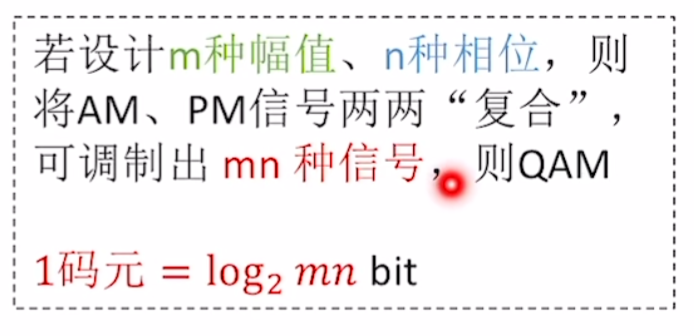 若设计m种幅值、n种相位，则
将AM、PM信号两两“复合”，
可调制出 mn 种信号，则QAM
1码元 = log₂ mn bit